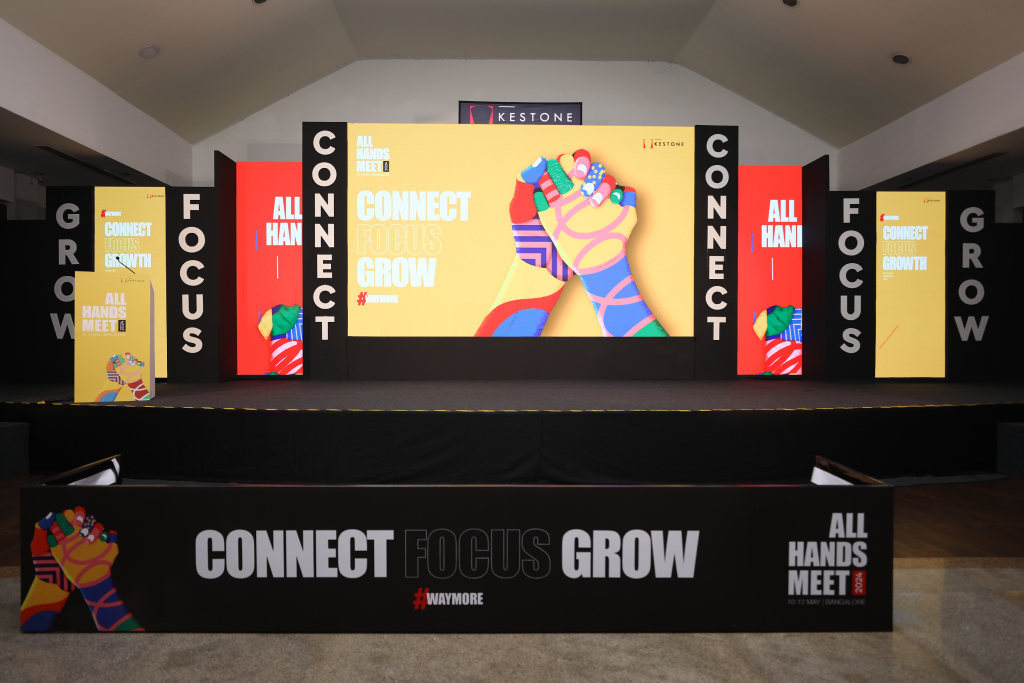 KESTONE
ALL
HANDS
MEET 2024
KESTONE
CONNECT
FOCUS
GROW
#WAYMORE
CONNECT
CONNECT
ALL
HAN
ALL
HAN
FOCUS
FOCUS
GROW
GROW
#WAYMORE
CONNECT
FOCUS
GROWTH
#WAYMORE
CONNECT
FOCUS
GROWTH
ALL
HANDS
MEET 2024
CONNECT FOCUS GROW
#WAYMORE
ALL
HANDS
MEET 2024
10-12 MAY | BANGALORE